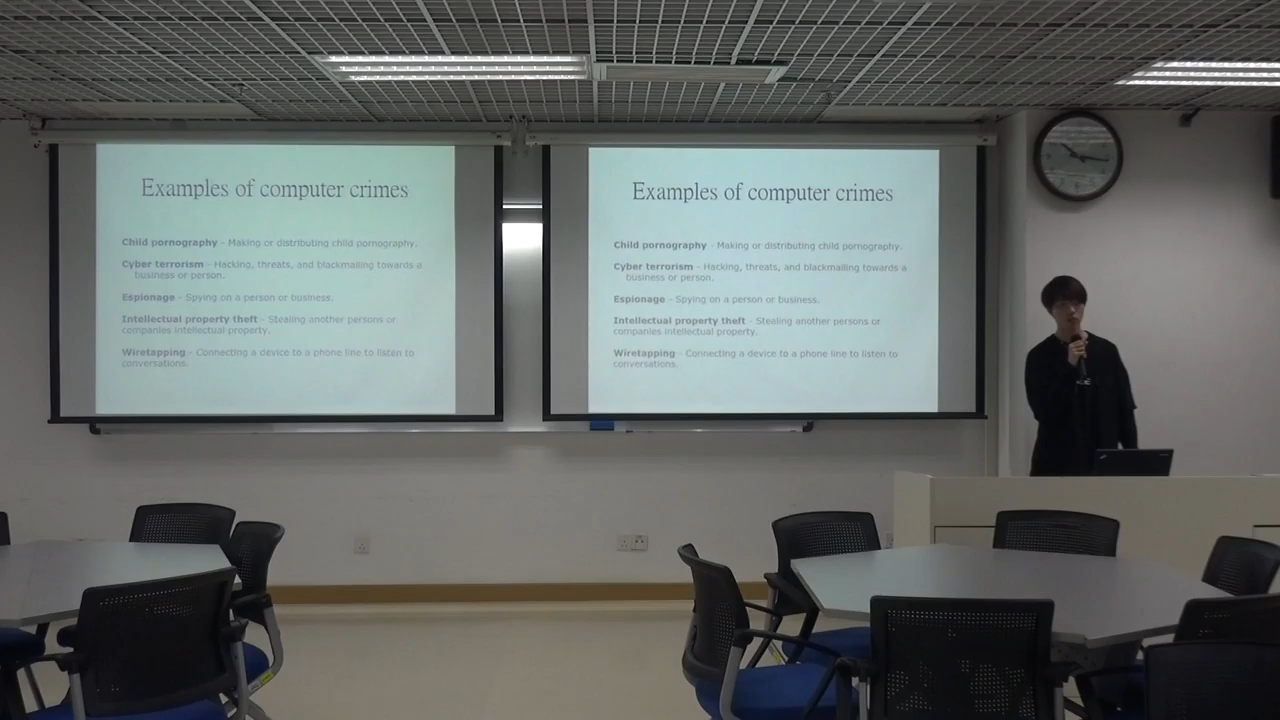 Examples of computer crimes
Child pornography - Making or distributing child pornography.
Cyber terrorism - Hacking, threats, and blackmailing towards a
business or person.
Espionage - Spying on a person or business.
Intellectual property theft - Stealing another persons or
companies intellectual property.
Wiretapping - Connecting a device to a phone line to listen to
conversations.
Examples of computer crimes
Child pornography - Making or distributing child pornography.
Cyber terrorism - Hacking, threats, and blackmailing towards a
business or person.
Espionage - Spying on a person or business.
Intellectual property theft - Stealing another persons or
companies intellectual property.
Wiretapping - Connecting a device to a phone line to listen to
conversations.